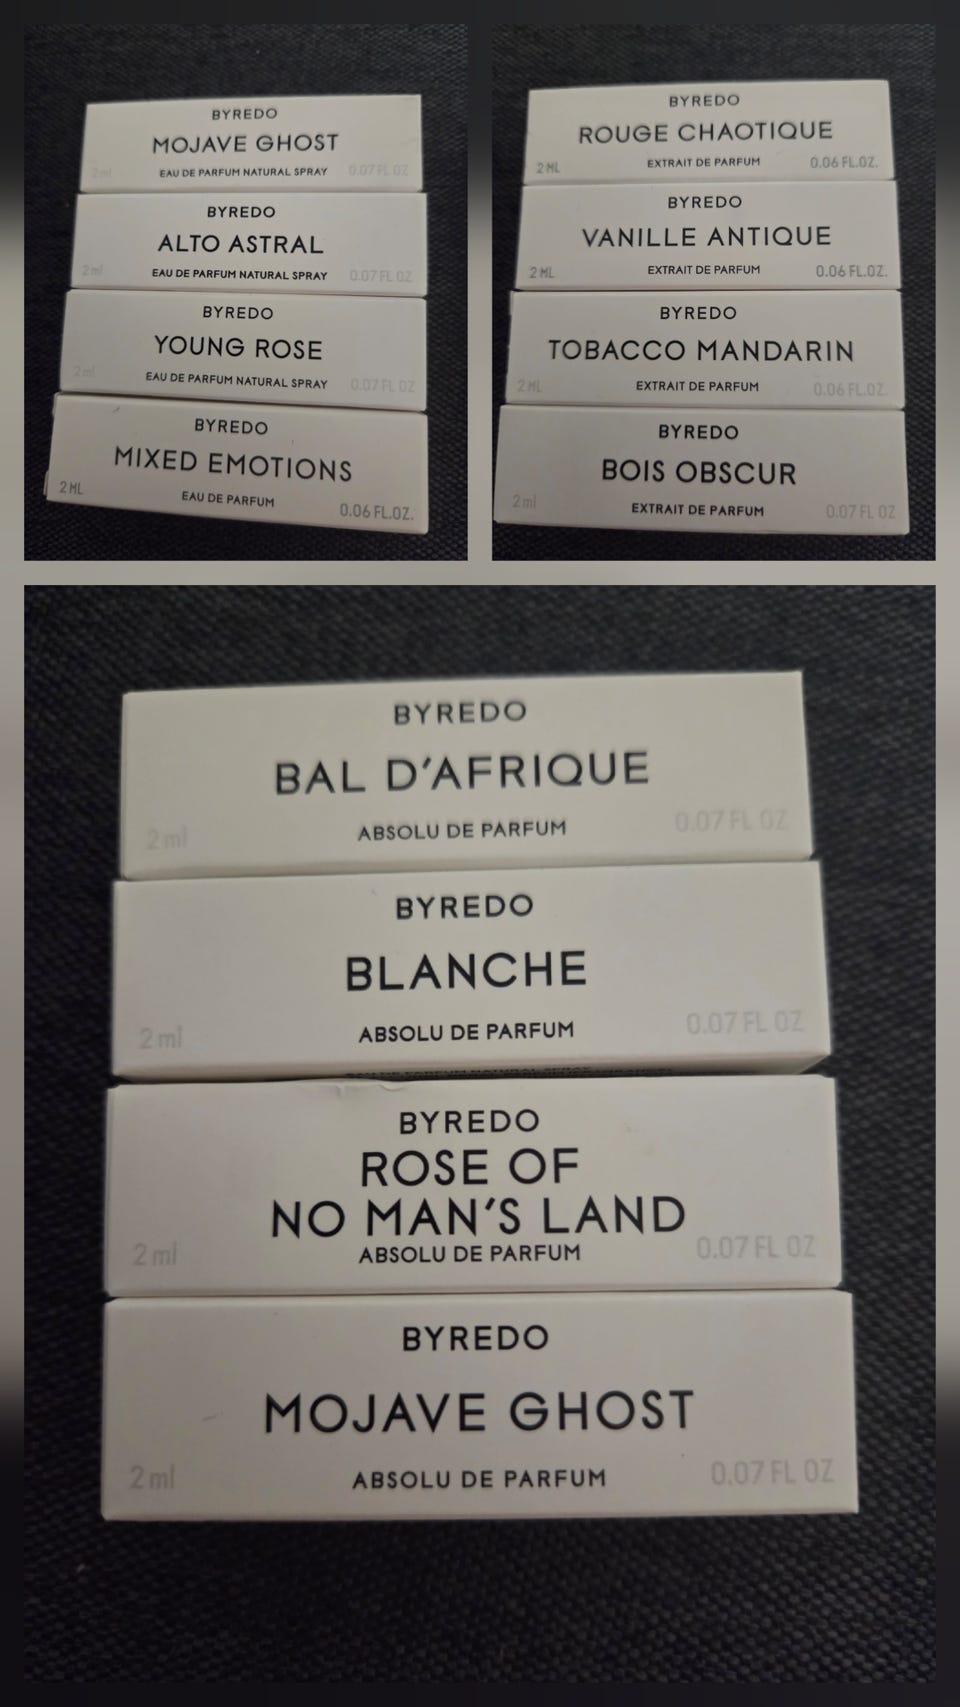 BYREDO
MOJAVE GHOST
2ml EAU DE PARFUM NATURAL SPRAY 0.07 FL OZ
BYREDO
ALTO ASTRAL
2ml EAU DE PARFUM NATURAL SPRAY 0.07 FL OZ
BYREDO
YOUNG ROSE
2ml EAU DE PARFUM NATURAL SPRAY 0.07 FL OZ
BYREDO
MIXED EMOTIONS
2 ML EAU DE PARFUM 0.06 FL.OZ.
BYREDO
ROUGE CHAOTIQUE
2 ML EXTRAIT DE PARFUM 0.06 FL.OZ.
BYREDO
VANILLE ANTIQUE
2 ML EXTRAIT DE PARFUM 0.06 FL.OZ.
BYREDO
TOBACCO MANDARIN
2 ML EXTRAIT DE PARFUM 0.06 FL.OZ.
BYREDO
BOIS OBSCUR
2ml EXTRAIT DE PARFUM 0.07 FL OZ
BYREDO
BAL D'AFRIQUE
2 ml ABSOLU DE PARFUM 0.07 FL OZ
BYREDO
BLANCHE
2 ml ABSOLU DE PARFUM 0.07 FL OZ
BYREDO
ROSE OF
NO MAN'S LAND
2 ml ABSOLU DE PARFUM 0.07 FL OZ
BYREDO
MOJAVE GHOST
2 ml ABSOLU DE PARFUM 0.07 FL OZ